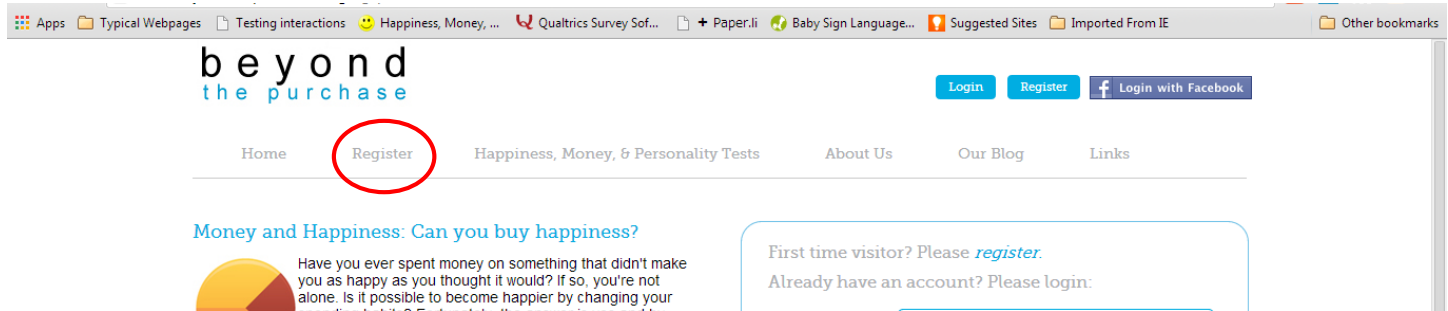 Apps Typical Webpages Testing interactions Happiness, Money, ... Qualtrics Survey Sof... + Paper.li Baby Sign Language... Suggested Sites Imported From IE Other bookmarks
beyond
the purchase
Login Register f Login with Facebook
Home Register Happiness, Money, & Personality Tests About Us Our Blog Links
Money and Happiness: Can you buy happiness?
Have you ever spent money on something that didn't make
you as happy as you thought it would? If so, you're not
alone. Is it possible to become happier by changing your
First time visitor? Please register.
Already have an account? Please login: